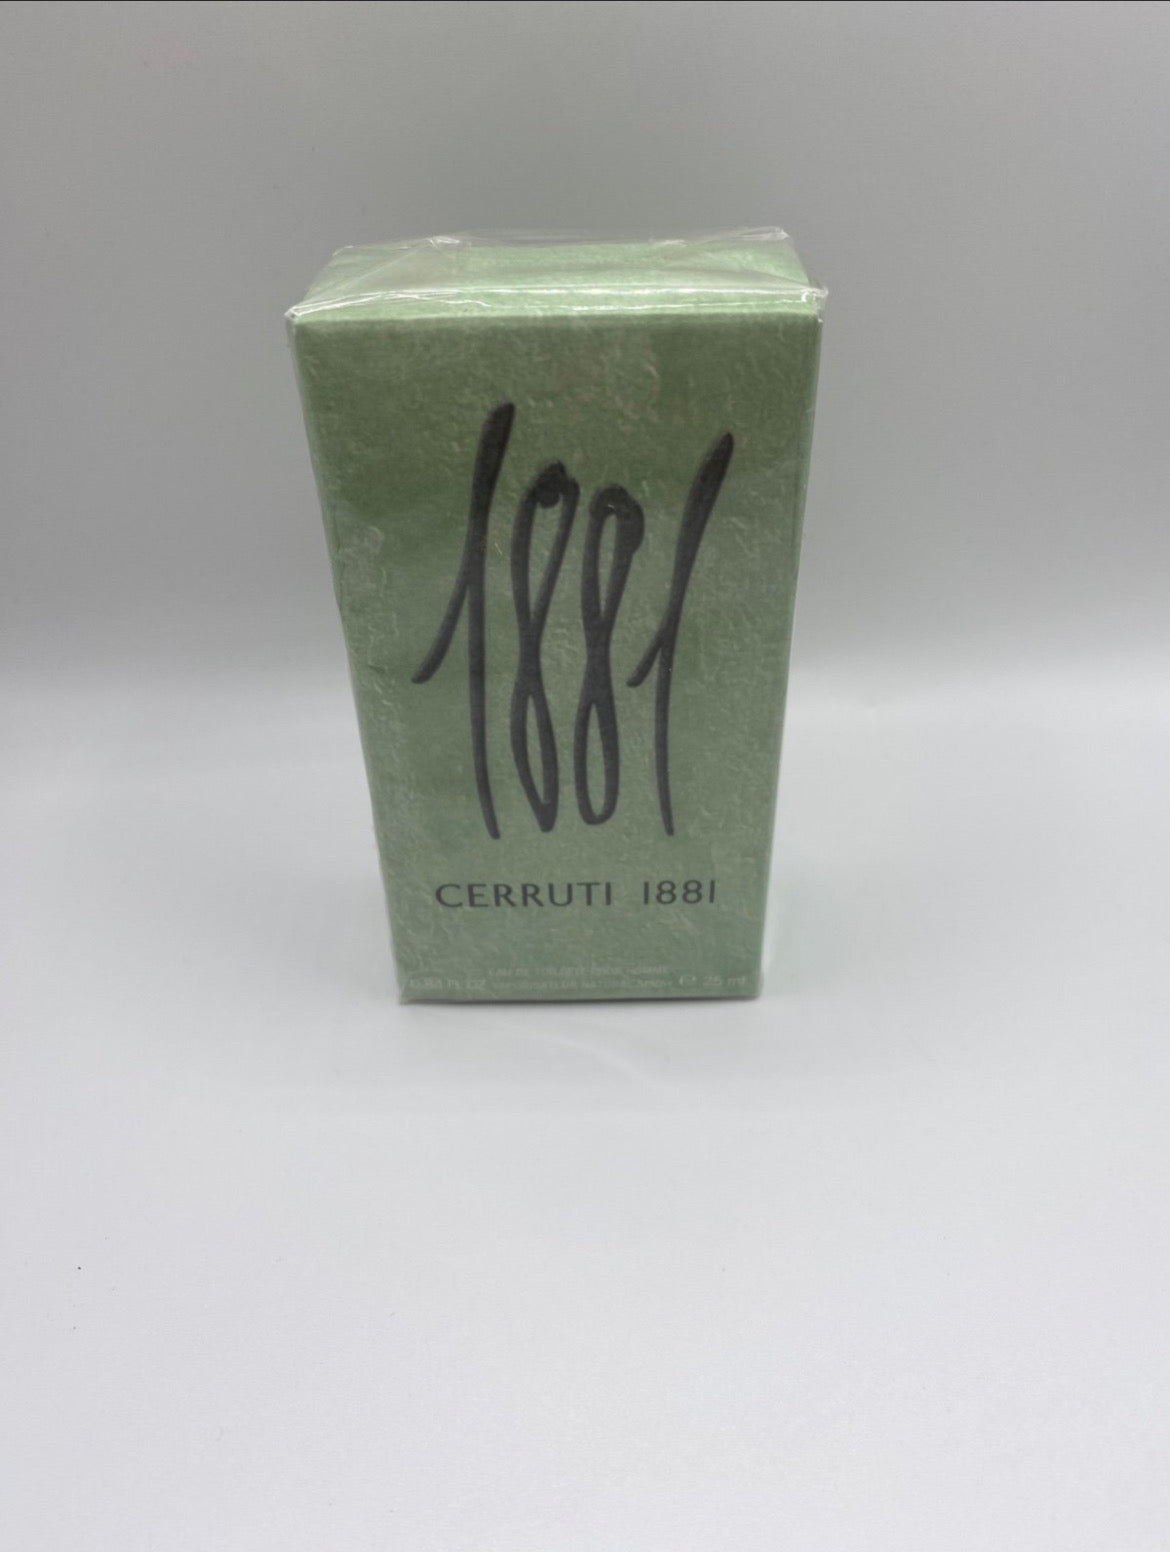 1881
CERRUTI 1881
EAU DE TOILETTE POUR HOMME
0.84 FL OZ VAPORISATEUR NATURAL SPRAY e 25 ml